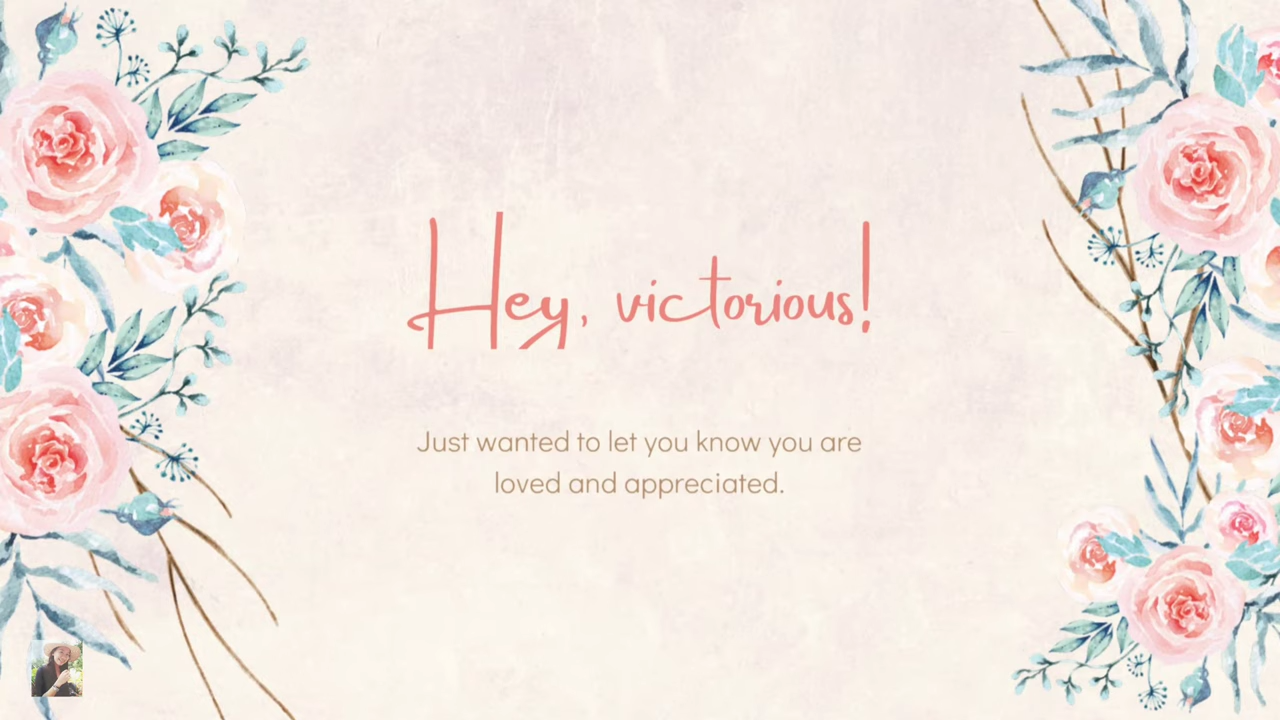 Hey, victorious!
Just wanted to let you know you are
loved and appreciated.